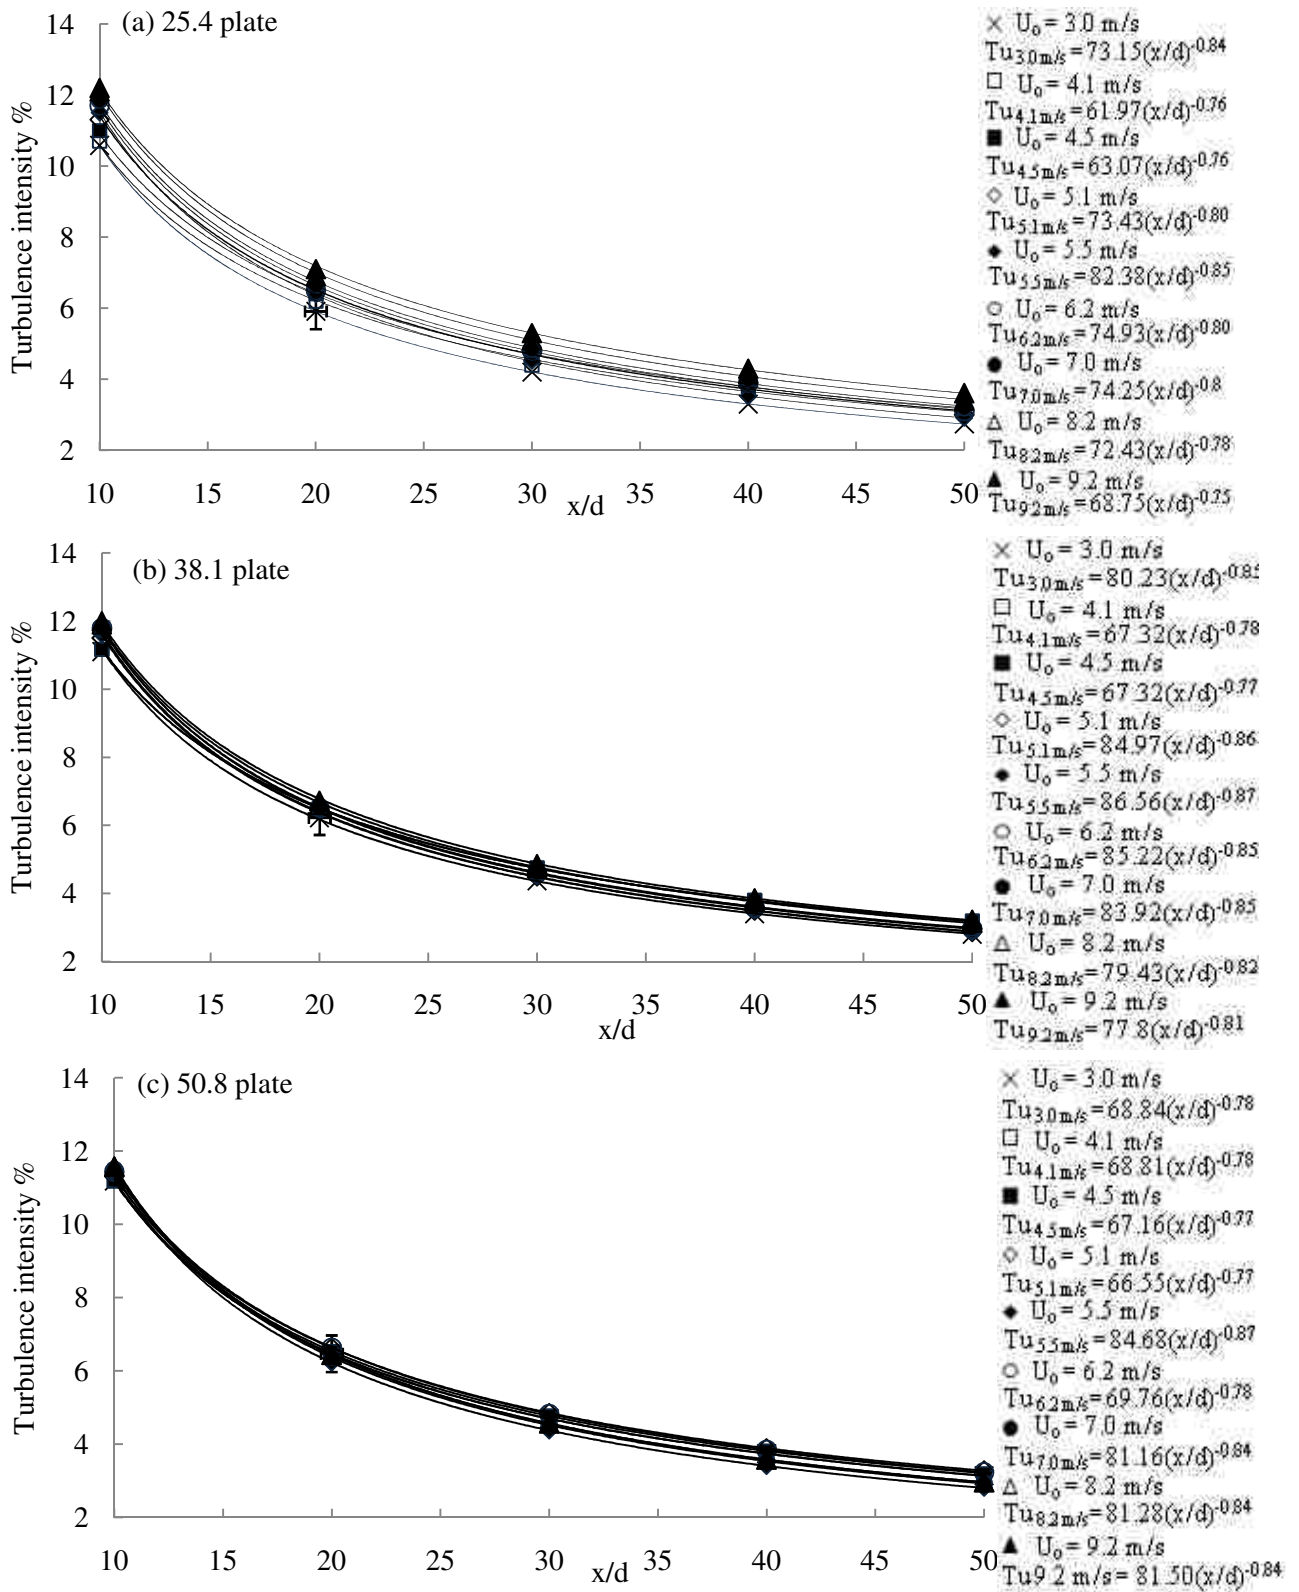 (a) 25.4 plate
Turbulence intensity %
14
12
10
8
6
4
2
10 15 20 25 30 35 40 45 50
x/d
× U₀ = 3.0 m/s
Tu3.0m/s=73.15(x/d)^-0.84
□ U₀ = 4.1 m/s
Tu4.1m/s=61.97(x/d)^-0.76
■ U₀ = 4.5 m/s
Tu4.5m/s=63.07(x/d)^-0.76
◇ U₀ = 5.1 m/s
Tu5.1m/s=73.43(x/d)^-0.80
◆ U₀ = 5.5 m/s
Tu5.5m/s=82.38(x/d)^-0.85
○ U₀ = 6.2 m/s
Tu6.2m/s=74.93(x/d)^-0.80
● U₀ = 7.0 m/s
Tu7.0m/s=74.25(x/d)^-0.8
△ U₀ = 8.2 m/s
Tu8.2m/s=72.43(x/d)^-0.78
▲ U₀ = 9.2 m/s
Tu9.2m/s=68.75(x/d)^-0.75
(b) 38.1 plate
Turbulence intensity %
14
12
10
8
6
4
2
10 15 20 25 30 35 40 45 50
x/d
× U₀ = 3.0 m/s
Tu3.0m/s=80.23(x/d)^-0.85
□ U₀ = 4.1 m/s
Tu4.1m/s=67.32(x/d)^-0.78
■ U₀ = 4.5 m/s
Tu4.5m/s=67.32(x/d)^-0.77
◇ U₀ = 5.1 m/s
Tu5.1m/s=84.97(x/d)^-0.86
◆ U₀ = 5.5 m/s
Tu5.5m/s=86.56(x/d)^-0.87
○ U₀ = 6.2 m/s
Tu6.2m/s=85.22(x/d)^-0.85
● U₀ = 7.0 m/s
Tu7.0m/s=83.92(x/d)^-0.85
△ U₀ = 8.2 m/s
Tu8.2m/s=79.43(x/d)^-0.82
▲ U₀ = 9.2 m/s
Tu9.2m/s=77.8(x/d)^-0.81
(c) 50.8 plate
Turbulence intensity %
14
12
10
8
6
4
2
10 15 20 25 30 35 40 45 50
x/d
× U₀ = 3.0 m/s
Tu3.0m/s=68.84(x/d)^-0.78
□ U₀ = 4.1 m/s
Tu4.1m/s=68.81(x/d)^-0.78
■ U₀ = 4.5 m/s
Tu4.5m/s=67.16(x/d)^-0.77
◇ U₀ = 5.1 m/s
Tu5.1m/s=66.55(x/d)^-0.77
◆ U₀ = 5.5 m/s
Tu5.5m/s=84.68(x/d)^-0.87
○ U₀ = 6.2 m/s
Tu6.2m/s=69.76(x/d)^-0.78
● U₀ = 7.0 m/s
Tu7.0m/s=81.16(x/d)^-0.84
△ U₀ = 8.2 m/s
Tu8.2m/s=81.28(x/d)^-0.84
▲ U₀ = 9.2 m/s
Tu9.2 m/s= 81.50(x/d)^-0.84